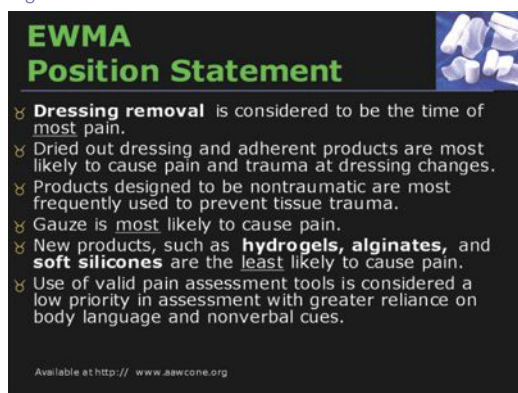 EWMA
Position Statement
Dressing removal is considered to be the time of
most pain.
Dried out dressing and adherent products are most
likely to cause pain and trauma at dressing changes.
Products designed to be nontraumatic are most
frequently used to prevent tissue trauma.
Gauze is most likely to cause pain.
New products, such as hydrogels, alginates, and
soft silicones are the least likely to cause pain.
Use of valid pain assessment tools is considered a
low priority in assessment with greater reliance on
body language and nonverbal cues.
Available at http:// www.aawcone.org